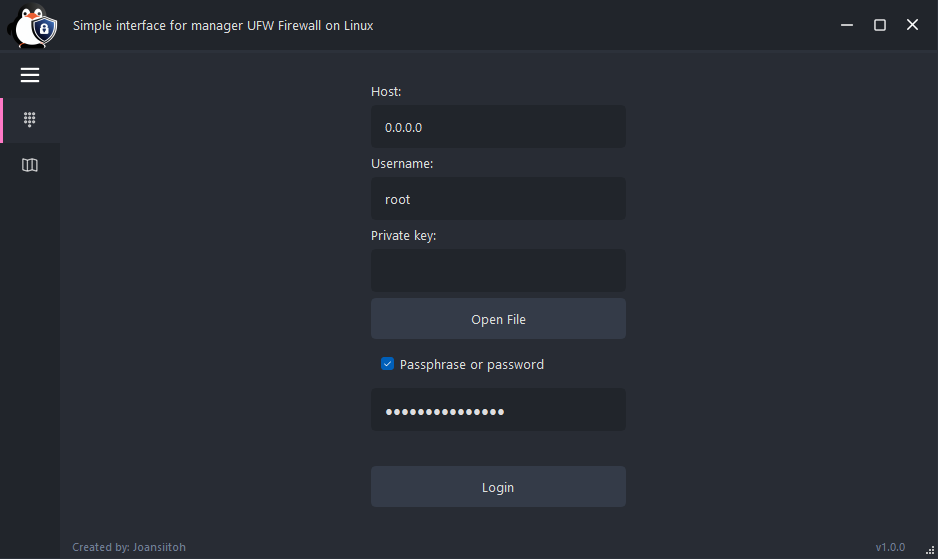 Simple interface for manager UFW Firewall on Linux
Host:
0.0.0.0
Username:
root
Private key:
Open File
Passphrase or password
●●●●●●●●●●●●●●●
Login
Created by: Joansiitoh
v1.0.0